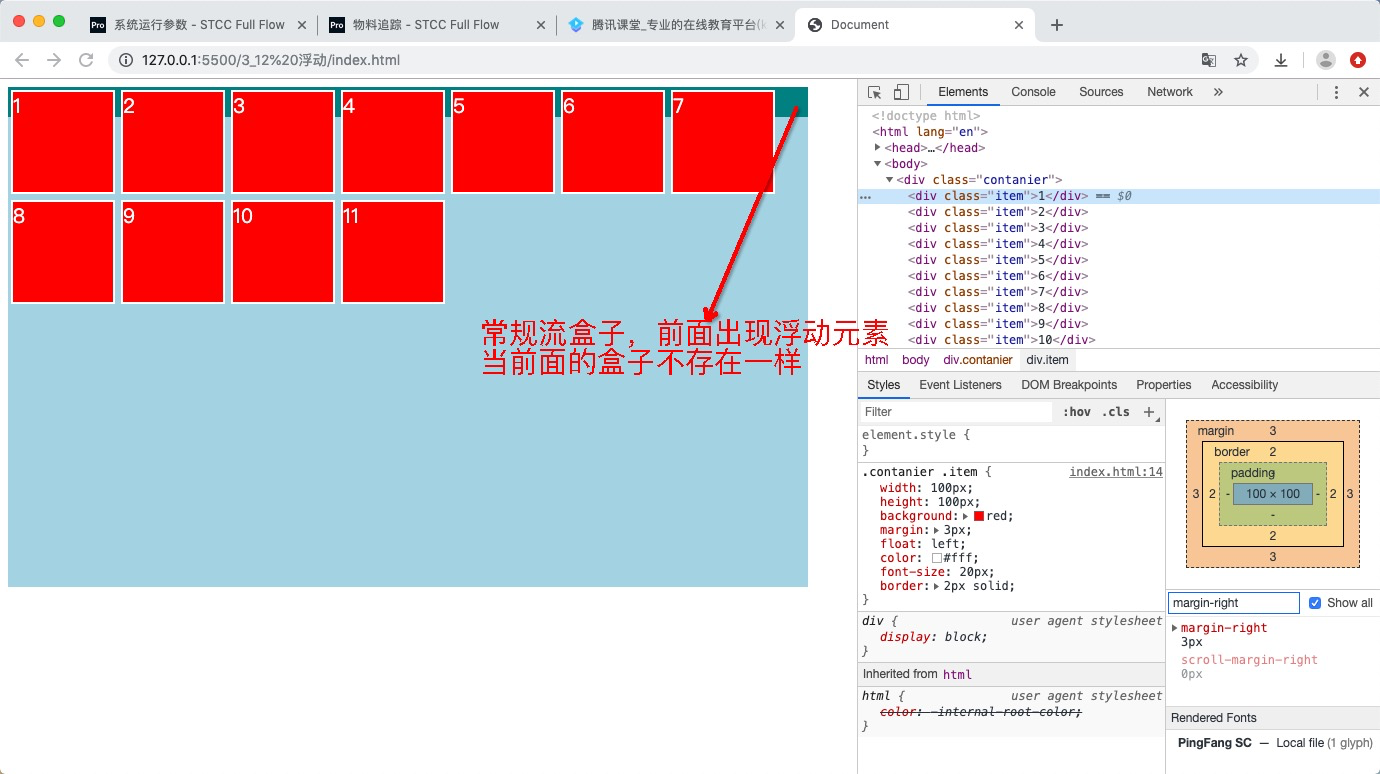 系统运行参数 - STCC Full Flow
物料追踪 - STCC Full Flow
腾讯课堂_专业的在线教育平台(k
Document
127.0.0.1:5500/3_12%20浮动/index.html
1
2
3
4
5
6
7
8
9
10
11
常规流盒子，前面出现浮动元素
当前面的盒子不存在一样
Elements
Console
Sources
Network
»
<!doctype html>
<html lang="en">
<head>…</head>
<body>
<div class="contanier">
<div class="item">1</div> == $0
<div class="item">2</div>
<div class="item">3</div>
<div class="item">4</div>
<div class="item">5</div>
<div class="item">6</div>
<div class="item">7</div>
<div class="item">8</div>
<div class="item">9</div>
<div class="item">10</div>
html body div.contanier div.item
Styles
Event Listeners
DOM Breakpoints
Properties
Accessibility
Filter
:hov .cls +
element.style {
}
.contanier .item {
index.html:14
width: 100px;
height: 100px;
background: red;
margin: 3px;
float: left;
color: #fff;
font-size: 20px;
border: 2px solid;
}
div {
user agent stylesheet
display: block;
}
Inherited from html
html {
user agent stylesheet
color: -internal-root-color;
}
margin 3
border 2
padding -
3 2 - 100 × 100 - 2 3
-
2
3
margin-right
Show all
margin-right
3px
scroll-margin-right
0px
Rendered Fonts
PingFang SC — Local file (1 glyph)